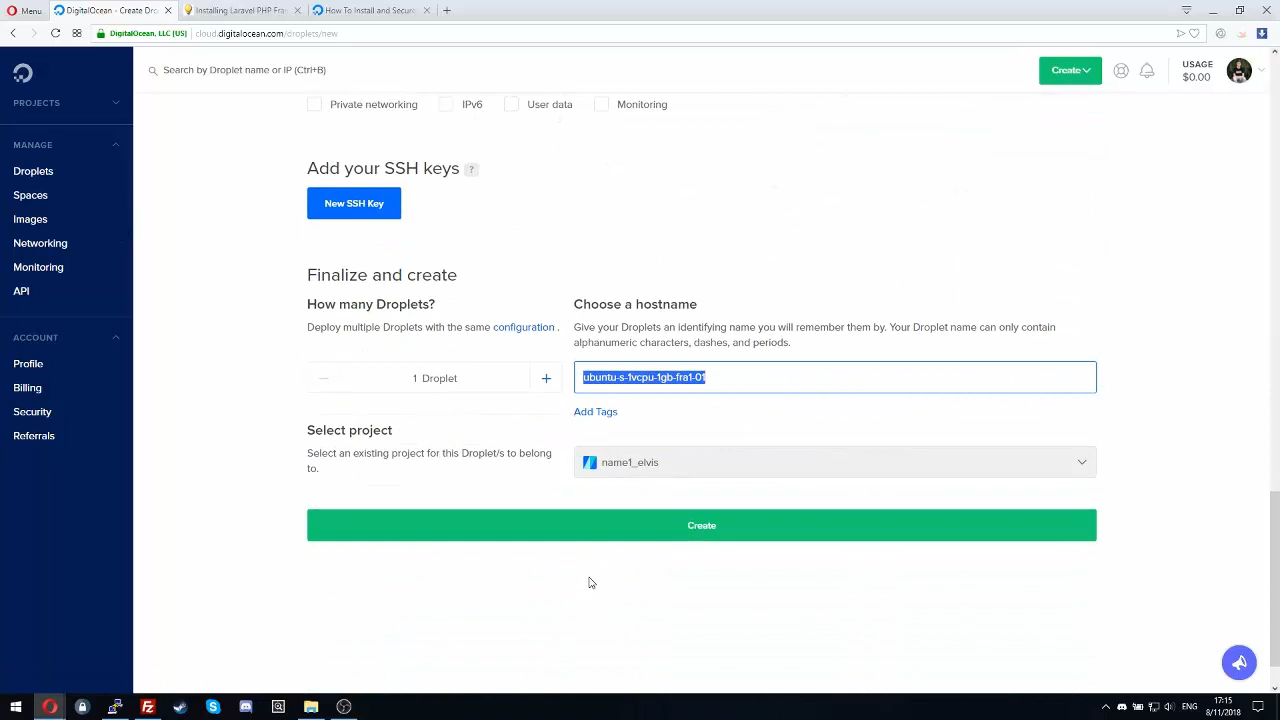 Menu
DigitalOcean - Create Dro
Installing Laravel PHP Fra
How To Install and Secure
DigitalOcean, LLC [US]
cloud.digitalocean.com/droplets/new
Search by Droplet name or IP (Ctrl+B)
Create
USAGE
$0.00
PROJECTS
MANAGE
Droplets
Spaces
Images
Networking
Monitoring
API
ACCOUNT
Profile
Billing
Security
Referrals
Private networking
IPv6
User data
Monitoring
Add your SSH keys ?
New SSH Key
Finalize and create
How many Droplets?
Deploy multiple Droplets with the same configuration .
1 Droplet
Choose a hostname
Give your Droplets an identifying name you will remember them by. Your Droplet name can only contain
alphanumeric characters, dashes, and periods.
ubuntu-s-1vcpu-1gb-fra1-01
Add Tags
Select project
Select an existing project for this Droplet/s to belong
to.
name1_elvis
Create
ENG
17:15
8/11/2018